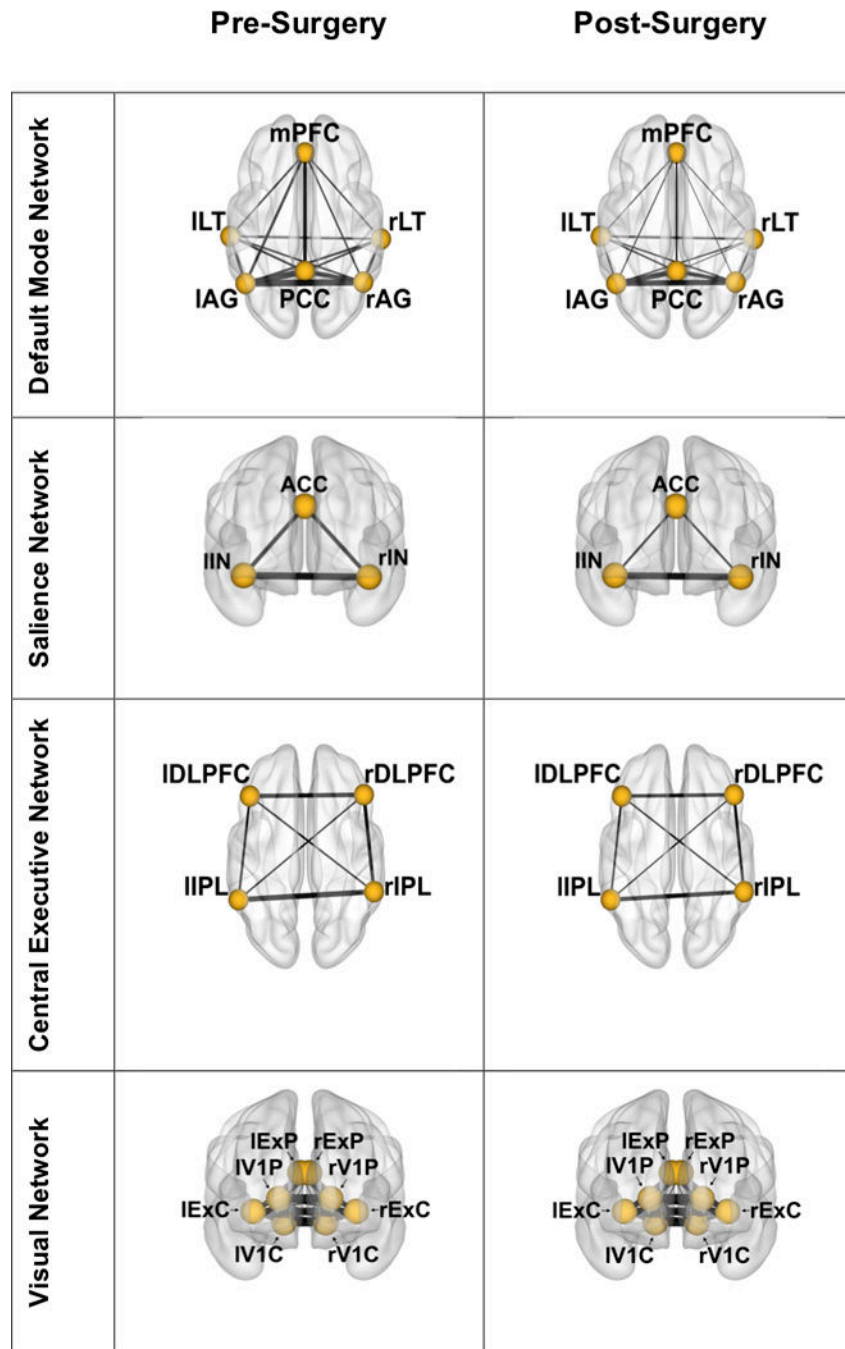 Pre-Surgery Post-Surgery
Default Mode Network
mPFC
lLT rLT
lAG PCC rAG
mPFC
lLT rLT
lAG PCC rAG
Salience Network
ACC
lIN rIN
ACC
lIN rIN
Central Executive Network
lDLPFC rDLPFC
lIPL rIPL
lDLPFC rDLPFC
lIPL rIPL
Visual Network
lExP rExP
lV1P rV1P
lExC rExC
lV1C rV1C
lExP rExP
lV1P rV1P
lExC rExC
lV1C rV1C